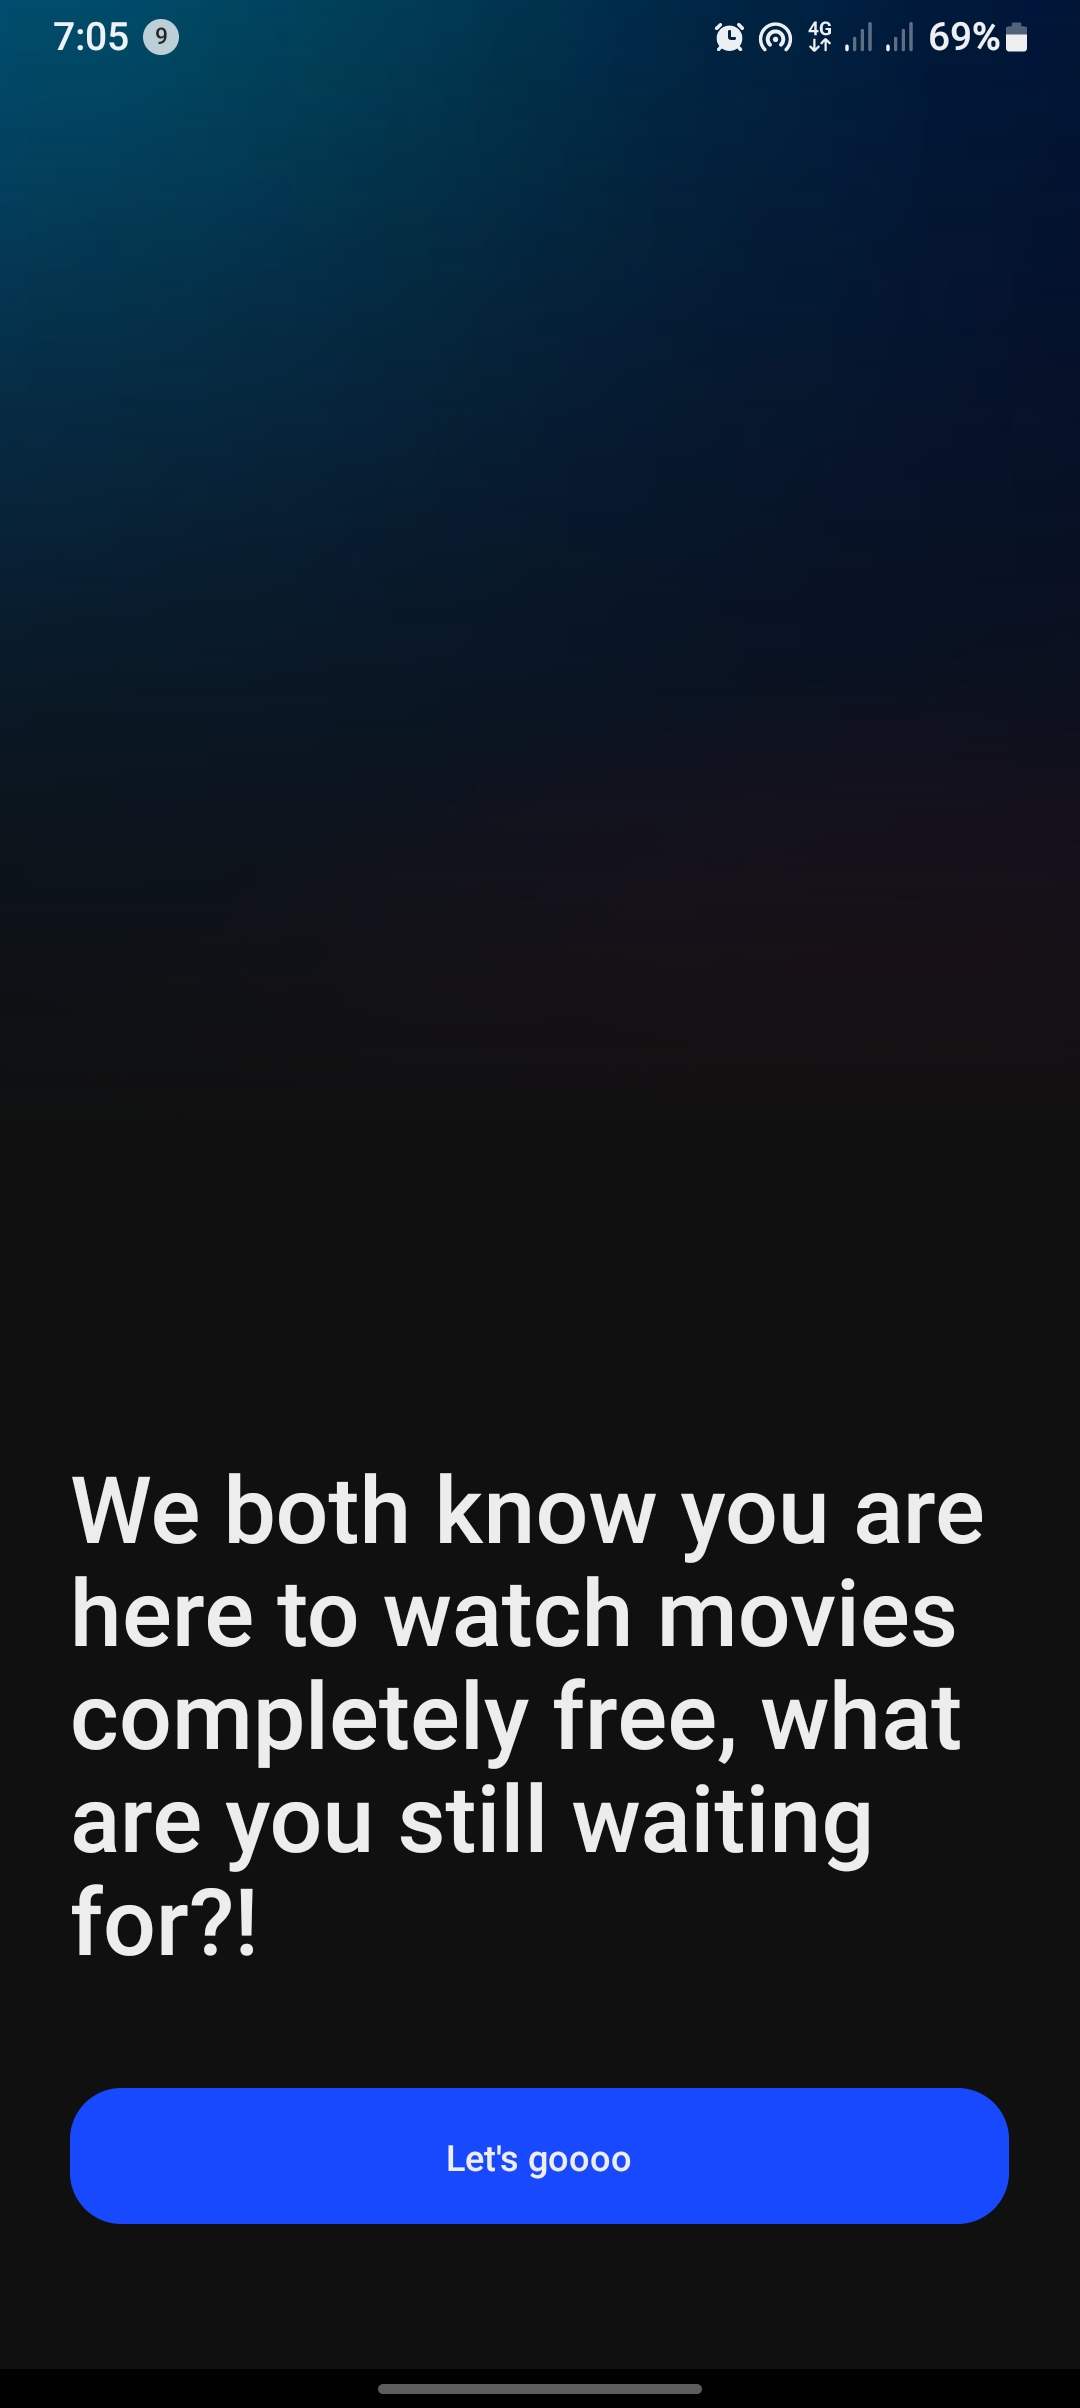 7:05 9 4G 69%
We both know you are
here to watch movies
completely free, what
are you still waiting
for?!
Let's goooo